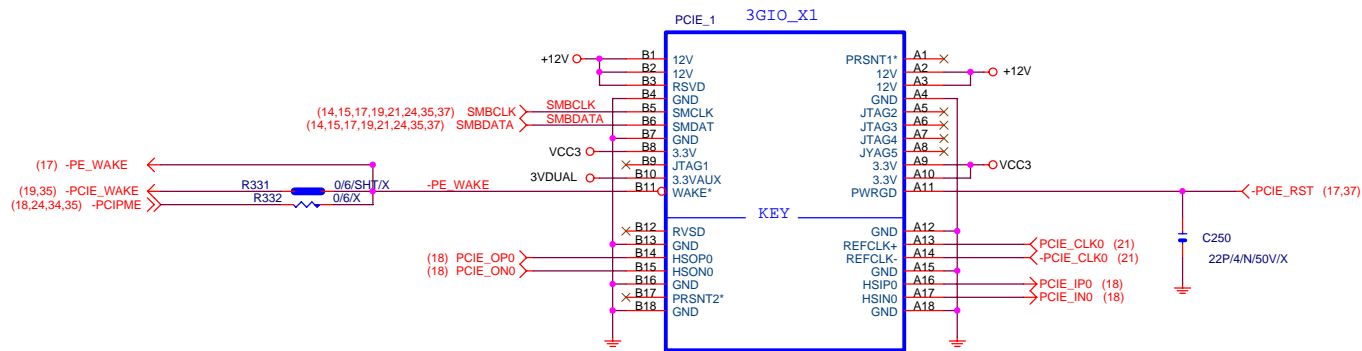 3GIO_X1
PCIE_1
+12V B1 12V PRSNT1* A1
B2 12V 12V A2 +12V
B3 RSVD 12V A3
B4 GND GND A4
(14,15,17,19,21,24,35,37) SMBCLK SMBCLK B5 SMCLK JTAG2 A5
(14,15,17,19,21,24,35,37) SMBDATA SMBDATA B6 SMDAT JTAG3 A6
B7 GND JTAG4 A7
VCC3 B8 3.3V JYAG5 A8
(17) -PE_WAKE B9 JTAG1 3.3V A9 VCC3
3VDUAL B10 3.3VAUX 3.3V A10
(19,35) -PCIE_WAKE R331 0/6/SHT/X -PE_WAKE B11 WAKE* PWRGD A11 -PCIE_RST (17,37)
(18,24,34,35) -PCIPME R332 0/6/X
KEY
B12 RVSD GND A12
B13 GND REFCLK+ A13 PCIE_CLK0 (21)
C250
(18) PCIE_OP0 B14 HSOP0 REFCLK- A14 -PCIE_CLK0 (21)
22P/4/N/50V/X
(18) PCIE_ON0 B15 HSON0 GND A15
B16 GND HSIP0 A16 PCIE_IP0 (18)
B17 PRSNT2* HSIN0 A17 PCIE_IN0 (18)
B18 GND GND A18